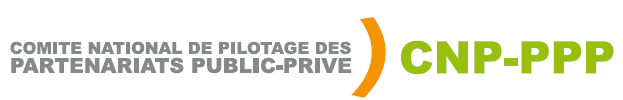 COMITE NATIONAL DE PILOTAGE DES
PARTENARIATS PUBLIC-PRIVE
CNP-PPP